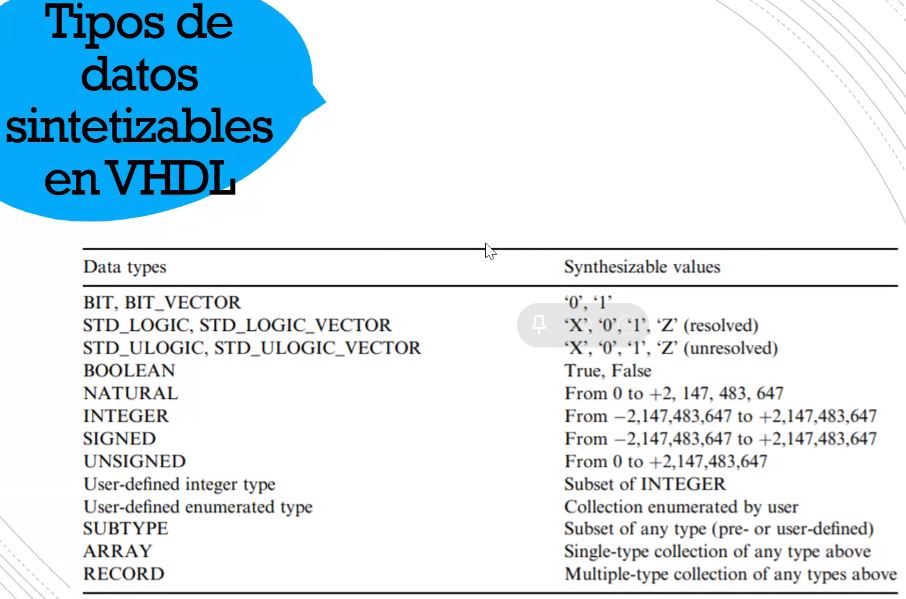 Tipos de
datos
sintetizables
en VHDL
Data types Synthesizable values
BIT, BIT_VECTOR ‘0’, ‘1’
STD_LOGIC, STD_LOGIC_VECTOR ‘X’, ‘0’, ‘1’, ‘Z’ (resolved)
STD_ULOGIC, STD_ULOGIC_VECTOR ‘X’, ‘0’, ‘1’, ‘Z’ (unresolved)
BOOLEAN True, False
NATURAL From 0 to +2, 147, 483, 647
INTEGER From −2,147,483,647 to +2,147,483,647
SIGNED From −2,147,483,647 to +2,147,483,647
UNSIGNED From 0 to +2,147,483,647
User-defined integer type Subset of INTEGER
User-defined enumerated type Collection enumerated by user
SUBTYPE Subset of any type (pre- or user-defined)
ARRAY Single-type collection of any type above
RECORD Multiple-type collection of any types above